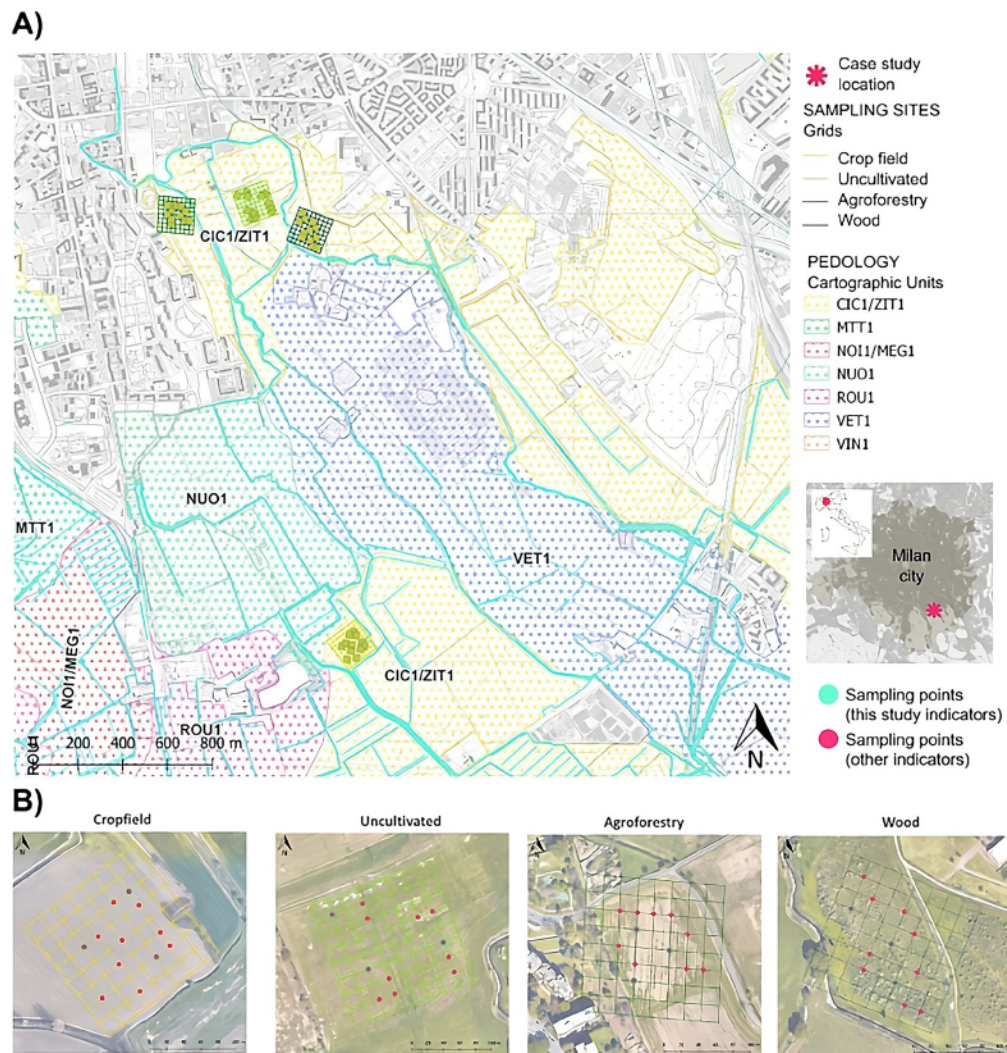 A)
Case study
location
SAMPLING SITES
Grids
Crop field
Uncultivated
Agroforestry
Wood
CIC1/ZIT1
PEDOLOGY
Cartographic Units
CIC1/ZIT1
MTT1
NOI1/MEG1
NUO1
ROU1
VET1
VIN1
NUO1
MTT1
VET1
Milan
city
NOI1/MEG1
CIC1/ZIT1
ROU1
ROU1
200 400 600 800 m
N
Sampling points
(this study indicators)
Sampling points
(other indicators)
B)
Cropfield
Uncultivated
Agroforestry
Wood
N
N
N
N